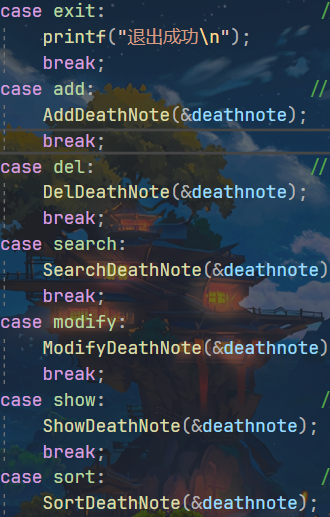 case exit: /
printf("退出成功\n");
break;
case add: //
AddDeathNote(&deathnote);
break;
case del: //
DelDeathNote(&deathnote);
break;
case search:
SearchDeathNote(&deathnote)
break;
case modify:
ModifyDeathNote(&deathnote)
break;
case show: /
ShowDeathNote(&deathnote);
break;
case sort: /
SortDeathNote(&deathnote);